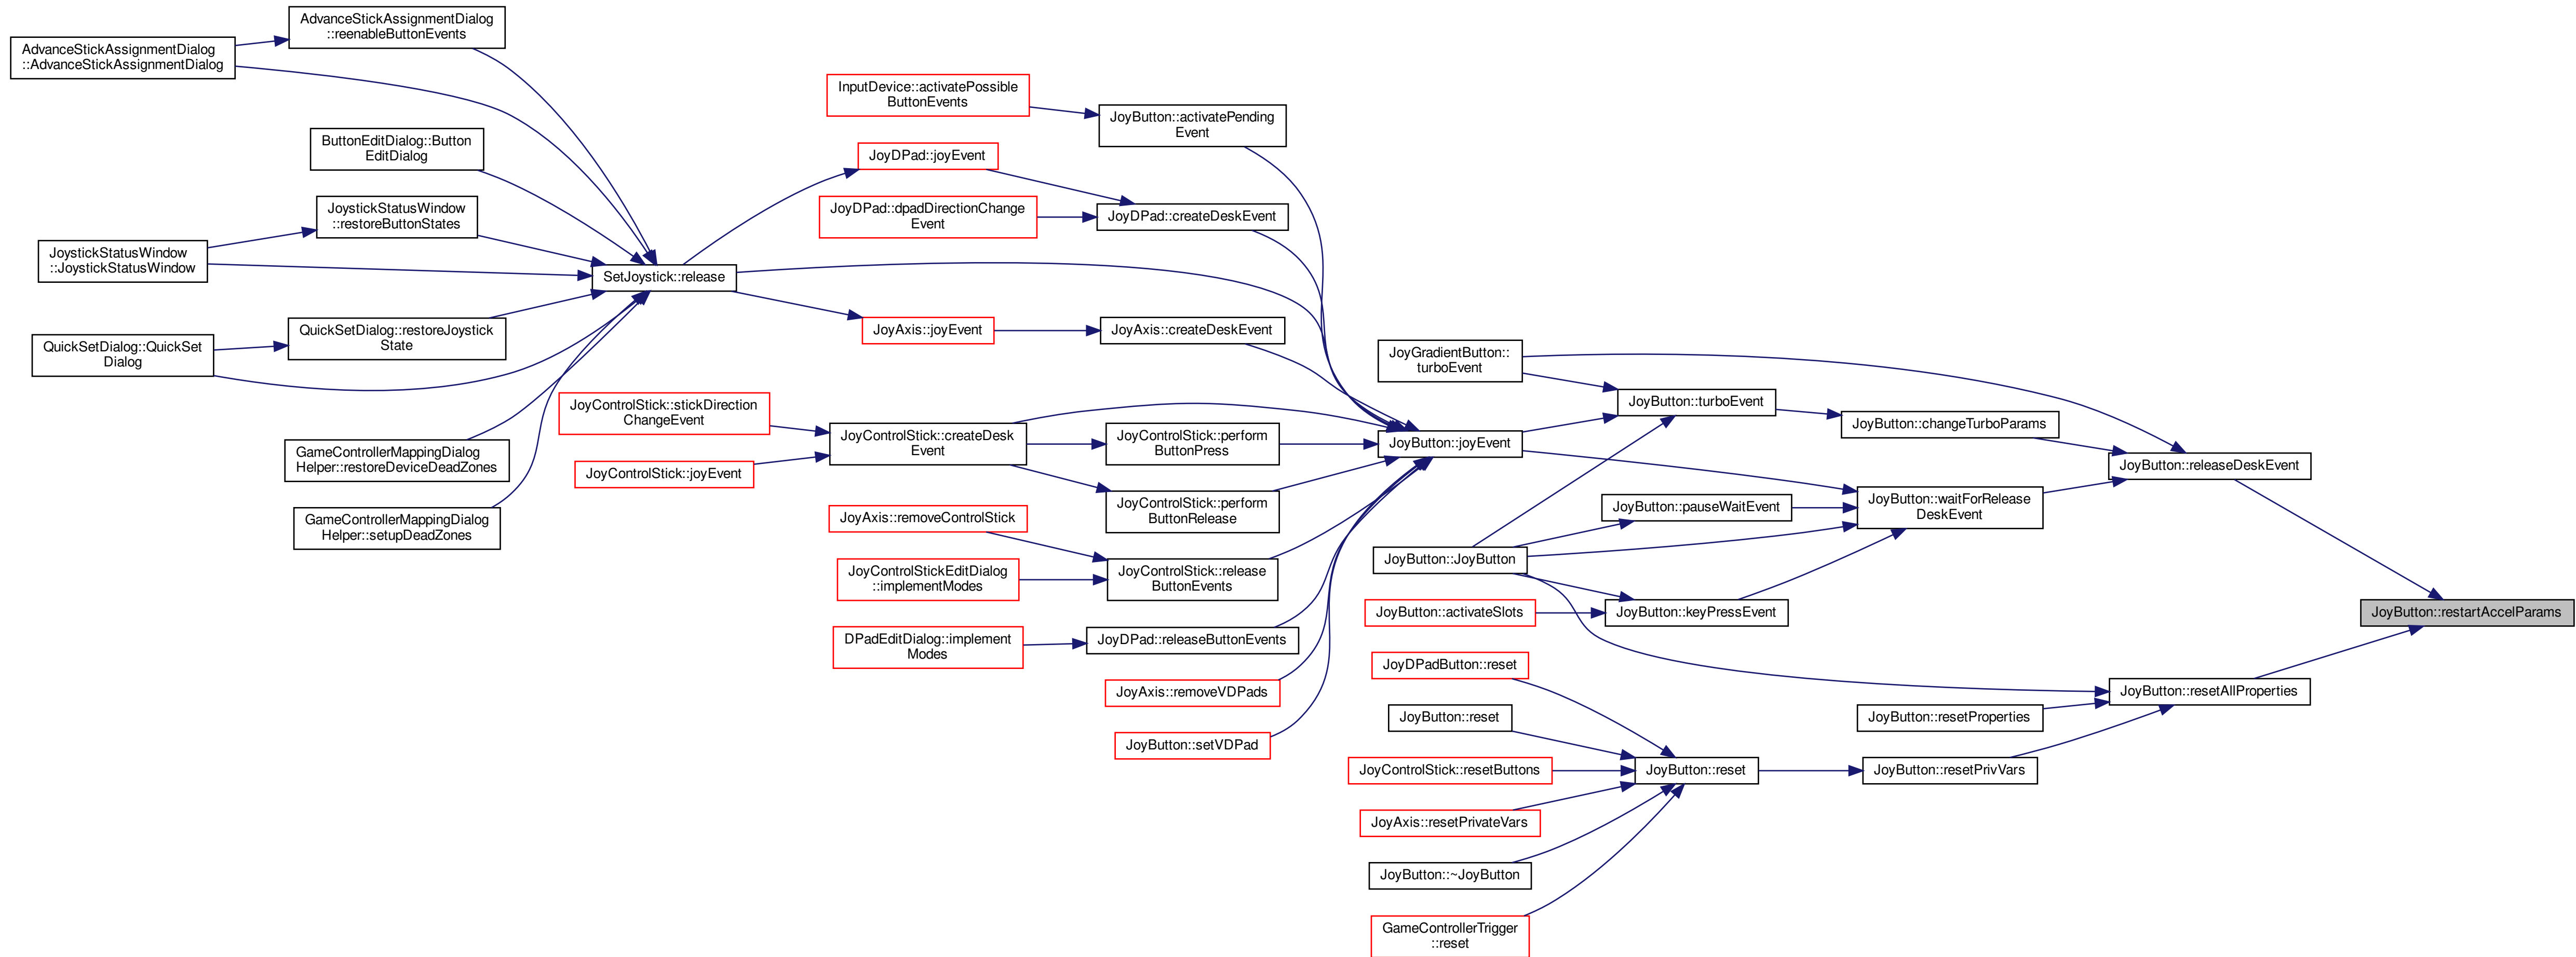 AdvanceStickAssignmentDialog
::reenableButtonEvents
AdvanceStickAssignmentDialog
::AdvanceStickAssignmentDialog
ButtonEditDialog::Button
EditDialog
JoystickStatusWindow
::restoreButtonStates
JoystickStatusWindow
::JoystickStatusWindow
SetJoystick::release
QuickSetDialog::restoreJoystick
State
QuickSetDialog::QuickSet
Dialog
GameControllerMappingDialog
Helper::restoreDeviceDeadZones
GameControllerMappingDialog
Helper::setupDeadZones
InputDevice::activatePossible
ButtonEvents
JoyButton::activatePending
Event
JoyDPad::joyEvent
JoyDPad::dpadDirectionChange
Event
JoyDPad::createDeskEvent
JoyAxis::joyEvent
JoyAxis::createDeskEvent
JoyControlStick::stickDirection
ChangeEvent
JoyControlStick::createDesk
Event
JoyControlStick::perform
ButtonPress
JoyControlStick::joyEvent
JoyControlStick::perform
ButtonRelease
JoyAxis::removeControlStick
JoyControlStickEditDialog
::implementModes
JoyControlStick::release
ButtonEvents
DPadEditDialog::implement
Modes
JoyDPad::releaseButtonEvents
JoyAxis::removeVDPads
JoyButton::setVDPad
JoyGradientButton::
turboEvent
JoyButton::turboEvent
JoyButton::changeTurboParams
JoyButton::joyEvent
JoyButton::releaseDeskEvent
JoyButton::waitForRelease
DeskEvent
JoyButton::pauseWaitEvent
JoyButton::JoyButton
JoyButton::activateSlots
JoyButton::keyPressEvent
JoyButton::restartAccelParams
JoyDPadButton::reset
JoyButton::resetAllProperties
JoyButton::reset
JoyButton::resetProperties
JoyControlStick::resetButtons
JoyButton::reset
JoyButton::resetPrivVars
JoyAxis::resetPrivateVars
JoyButton::~JoyButton
GameControllerTrigger
::reset